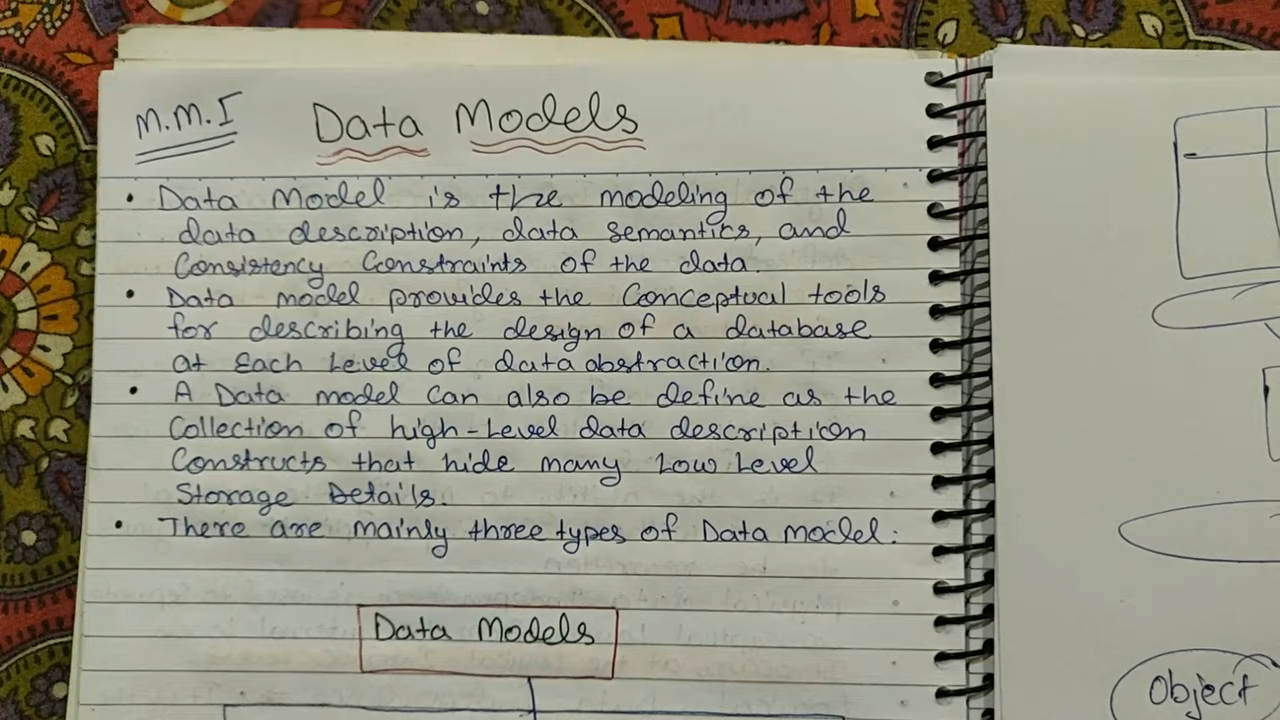 M.M.I Data Models
• Data Model is the modeling of the
data description, data semantics, and
Consistency Constraints of the data.
• Data model provides the Conceptual tools
for describing the design of a database
at Each Level of data abstraction.
• A Data model Can also be define as the
Collection of high-Level data description
Constructs that hide many Low Level
Storage Details.
• There are mainly three types of Data Model:
Data Models
Object